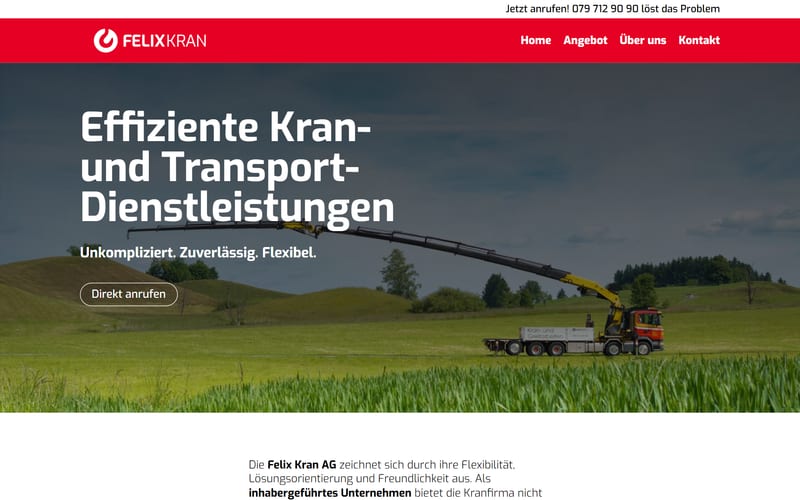 Jetzt anrufen! 079 712 90 90 löst das Problem
FELIXKRAN
Home Angebot Über uns Kontakt
Effiziente Kran-
und Transport-
Dienstleistungen
Unkompliziert. Zuverlässig. Flexibel.
Direkt anrufen
Die Felix Kran AG zeichnet sich durch ihre Flexibilität,
Lösungsorientierung und Freundlichkeit aus. Als
inhabergeführtes Unternehmen bietet die Kranfirma nicht